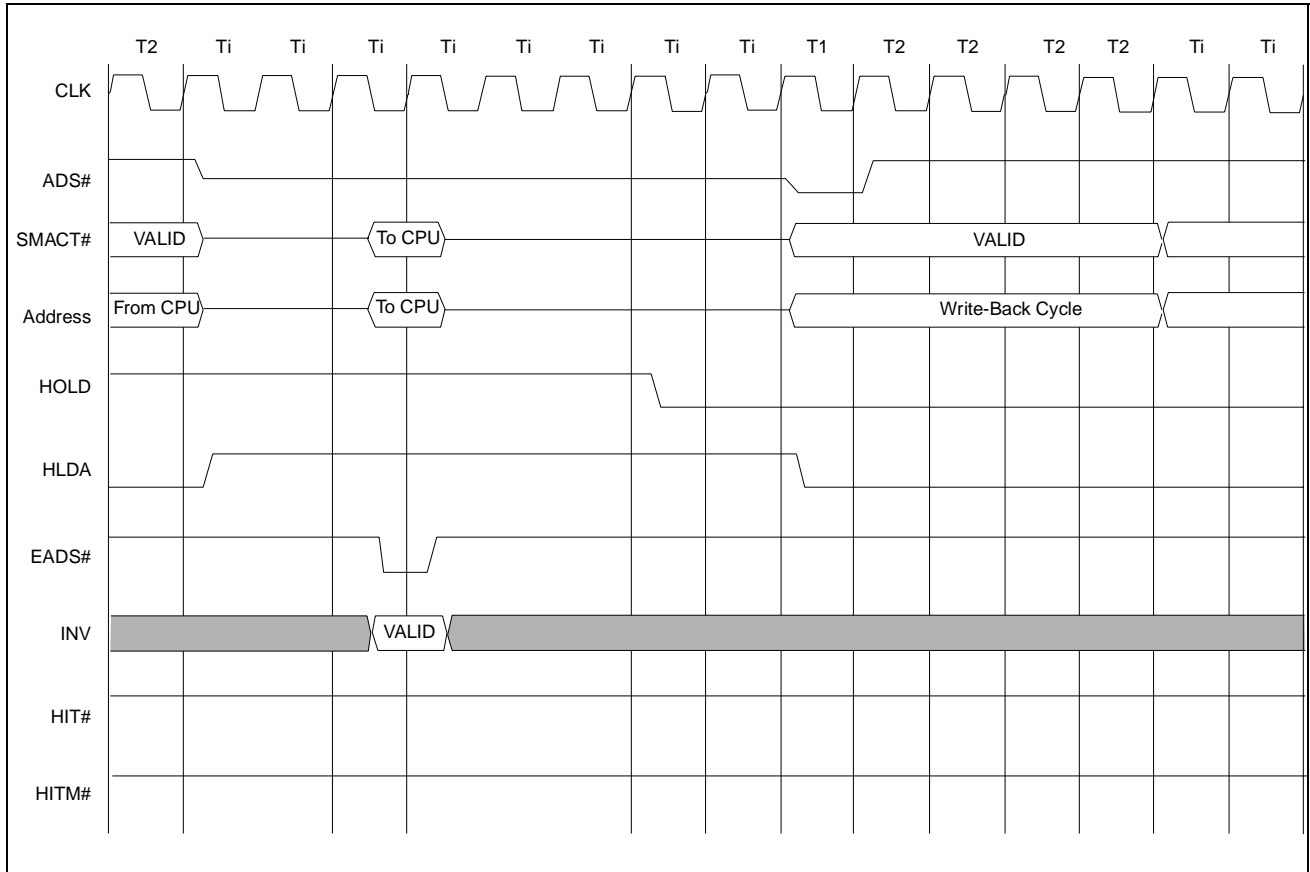 T2 Ti Ti Ti Ti Ti Ti Ti Ti T1 T2 T2 T2 T2 Ti Ti
CLK
ADS#
SMACT# VALID To CPU VALID
Address From CPU To CPU Write-Back Cycle
HOLD
HLDA
EADS#
INV VALID
HIT#
HITM#